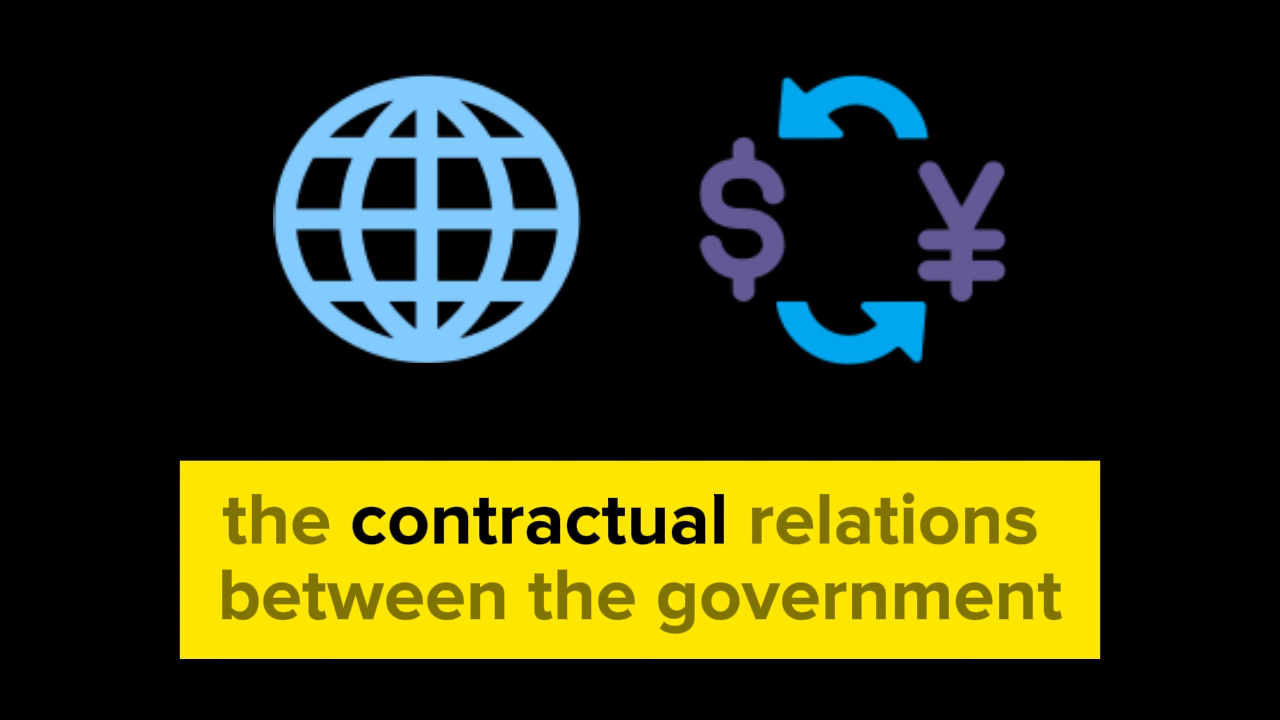 $ ¥
the contractual relations
between the government